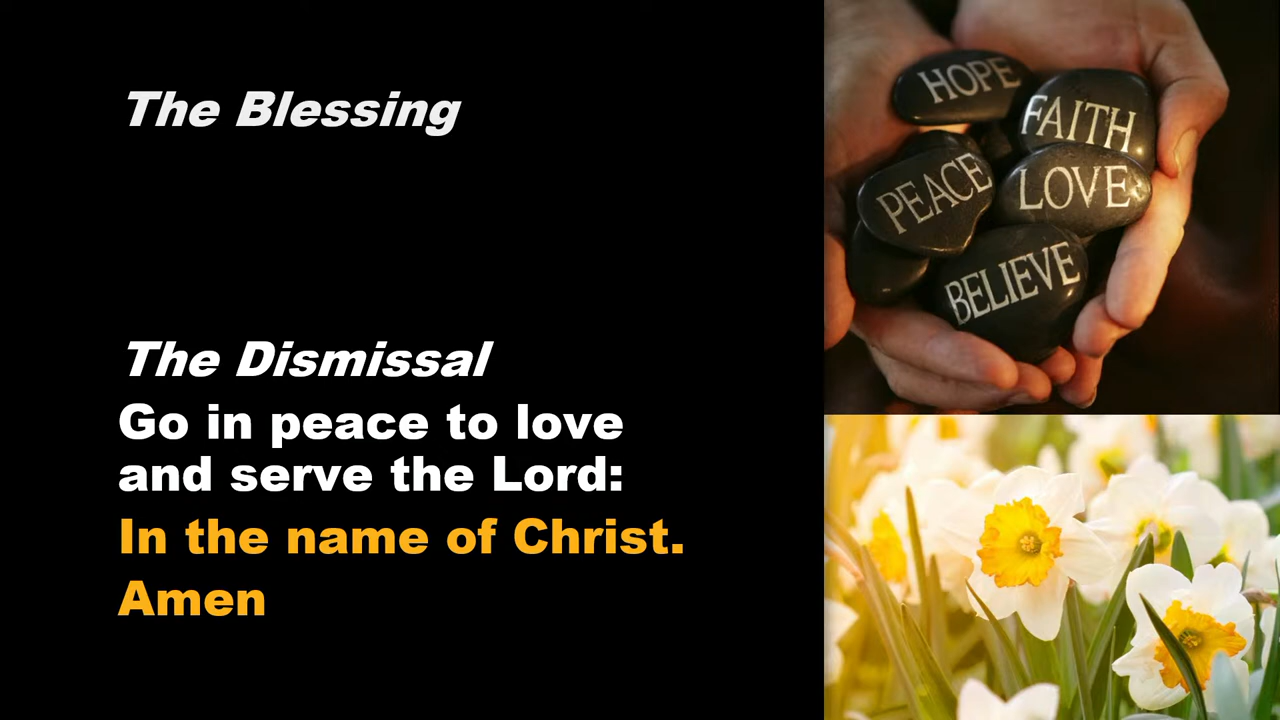 The Blessing
The Dismissal
Go in peace to love
and serve the Lord:
In the name of Christ.
Amen
HOPE
FAITH
PEACE
LOVE
BELIEVE